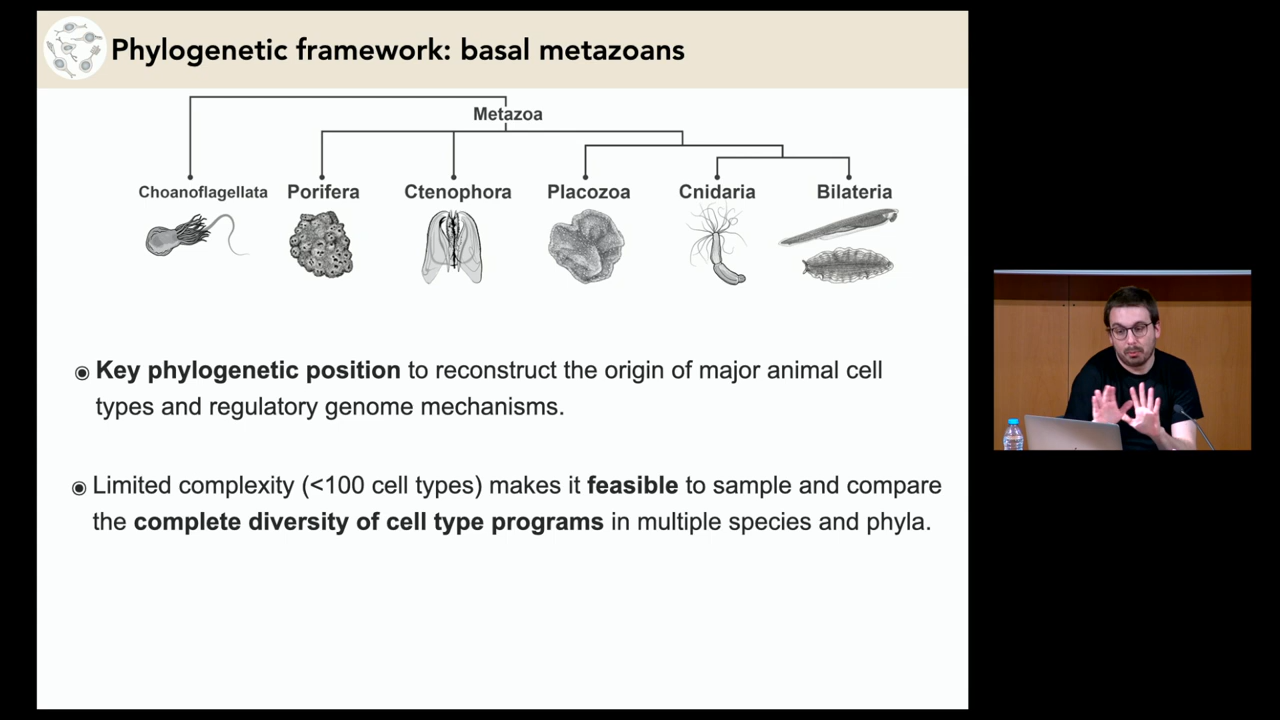 Phylogenetic framework: basal metazoans
Metazoa
Choanoflagellata Porifera Ctenophora Placozoa Cnidaria Bilateria
◉ Key phylogenetic position to reconstruct the origin of major animal cell
types and regulatory genome mechanisms.
◉ Limited complexity (<100 cell types) makes it feasible to sample and compare
the complete diversity of cell type programs in multiple species and phyla.